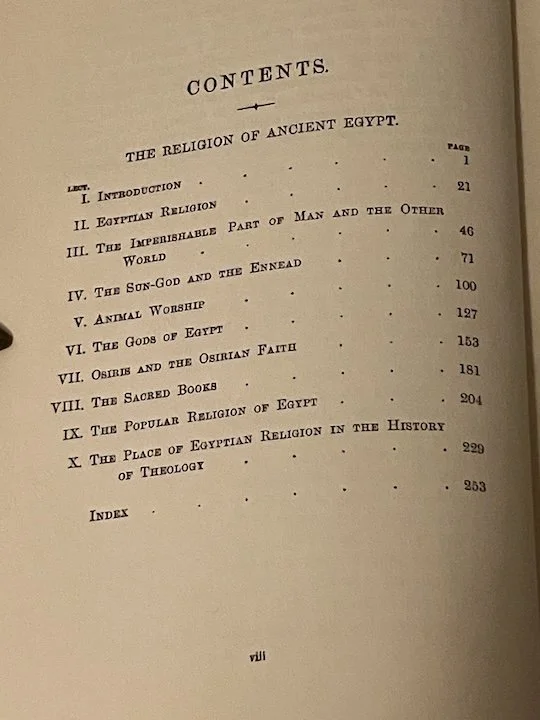 CONTENTS.
THE RELIGION OF ANCIENT EGYPT.
LECT. PAGE
I. INTRODUCTION . . . . . . 1
II. EGYPTIAN RELIGION . . . . . 21
III. THE IMPERISHABLE PART OF MAN AND THE OTHER
WORLD . . . . . . 46
IV. THE SUN-GOD AND THE ENNEAD . . . 71
V. ANIMAL WORSHIP . . . . . 100
VI. THE GODS OF EGYPT . . . . . 127
VII. OSIRIS AND THE OSIRIAN FAITH . . . 153
VIII. THE SACRED BOOKS . . . . . 181
IX. THE POPULAR RELIGION OF EGYPT . . . 204
X. THE PLACE OF EGYPTIAN RELIGION IN THE HISTORY
OF THEOLOGY . . . . . 229
INDEX . . . . . . . 253
viii